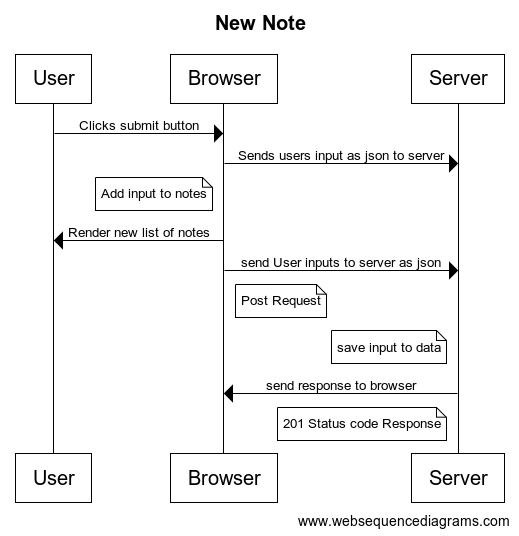 New Note
User
Browser
Server
Clicks submit button
Sends users input as json to server
Add input to notes
Render new list of notes
send User inputs to server as json
Post Request
save input to data
send response to browser
201 Status code Response
User
Browser
Server
www.websequencediagrams.com